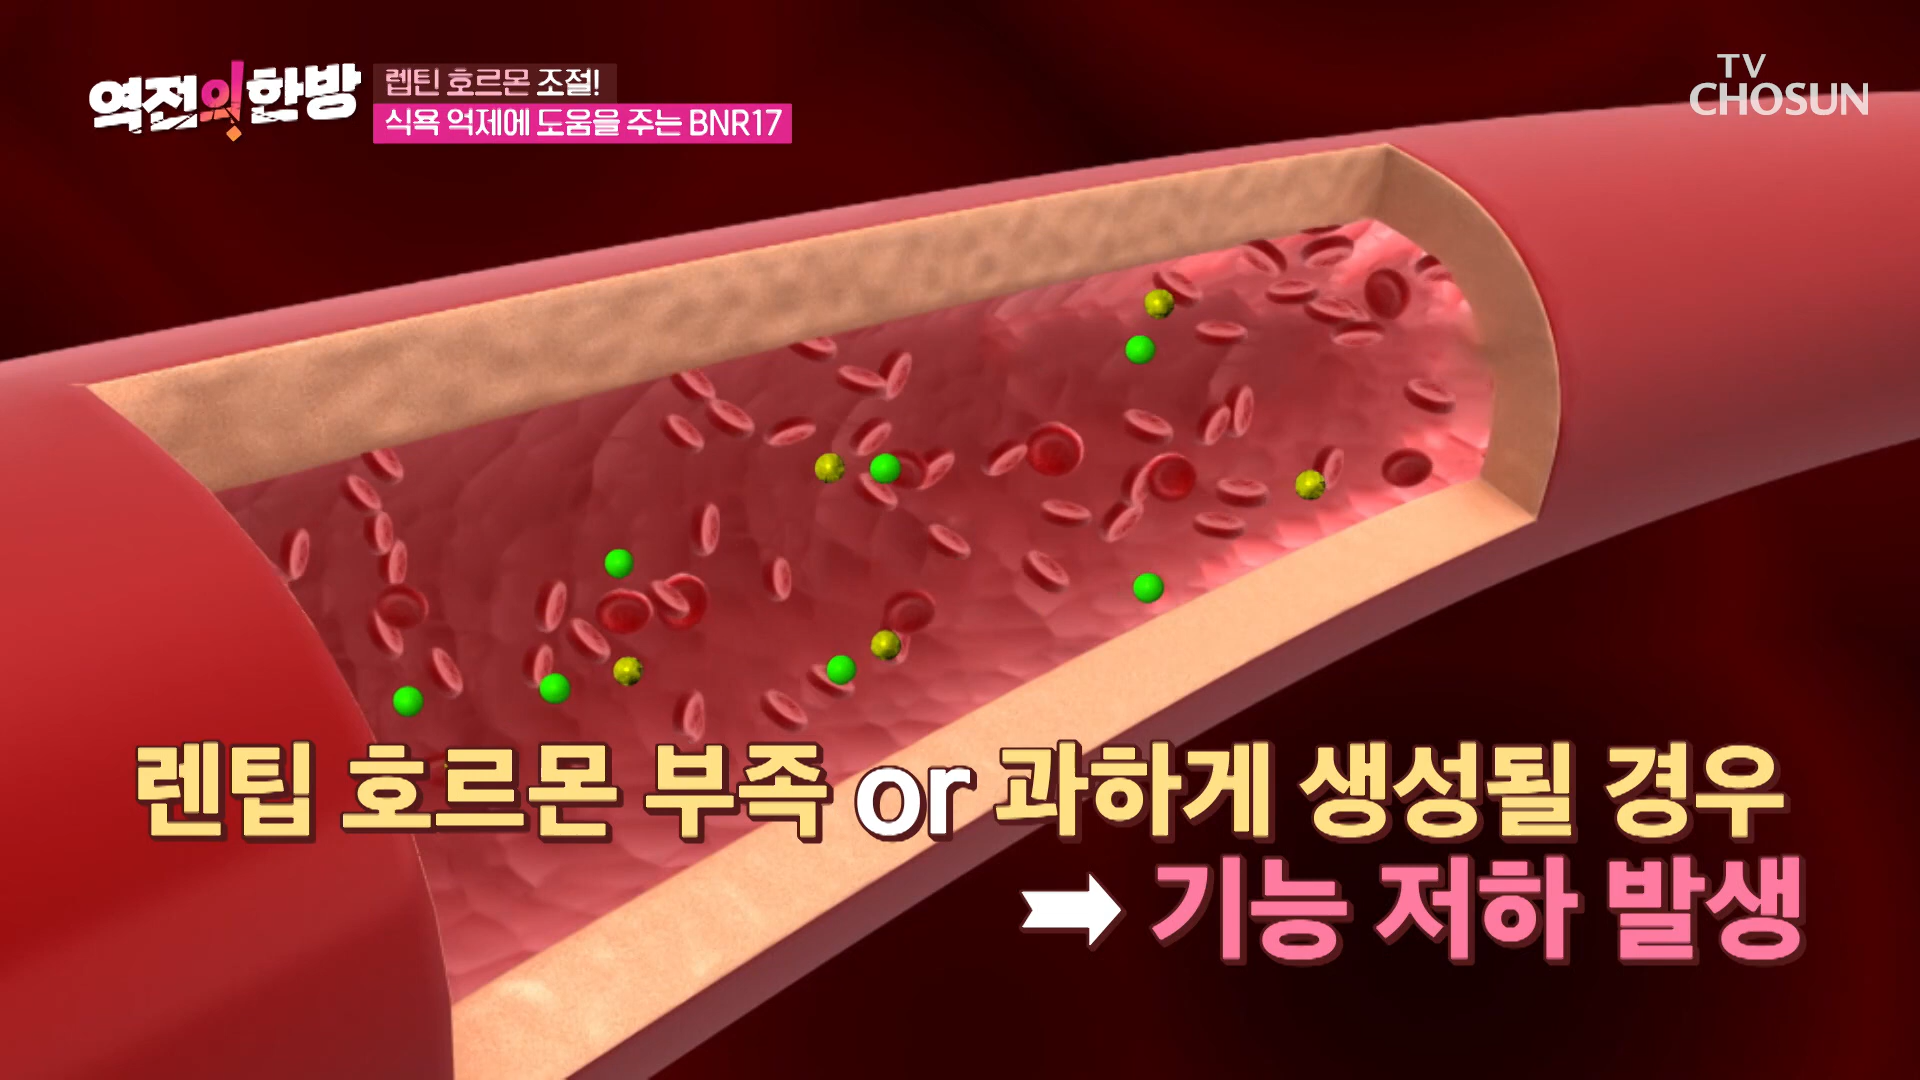 역전의 한방
렙틴 호르몬 조절!
식욕 억제에 도움을 주는 BNR17
TV
CHOSUN
렌팁 호르몬 부족 or 과하게 생성될 경우
➡ 기능 저하 발생